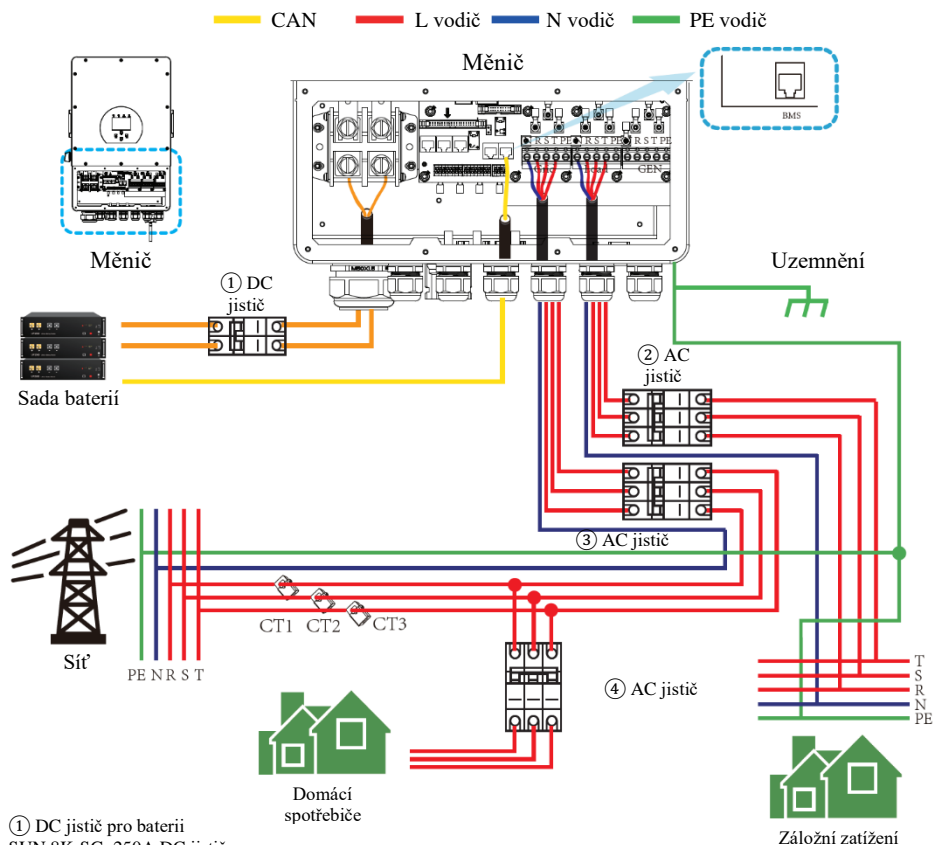 CAN L vodič N vodič PE vodič
Měnič
BMS
R S T PE R S T PE R S T PE
Grid Load GEN
Měnič
Uzemnění
① DC
jistič
② AC
jistič
Sada baterií
③ AC jistič
CT1 CT2 CT3
Síť
PE N R S T
④ AC jistič
T
S
R
N
PE
Domácí
spotřebiče
Záložní zatížení
① DC jistič pro baterii